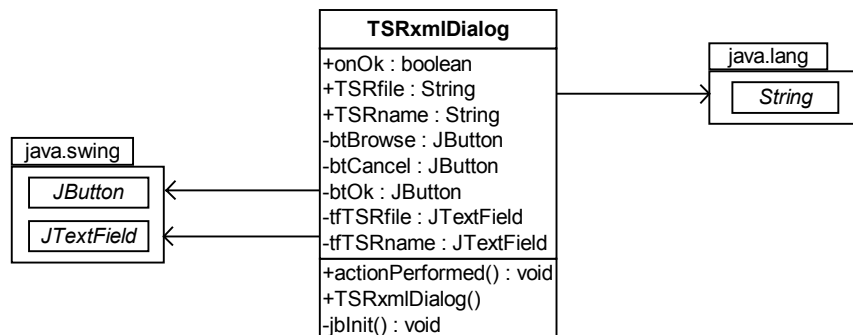 TSRxmlDialog
+onOk : boolean
+TSRfile : String
+TSRname : String
-btBrowse : JButton
-btCancel : JButton
-btOk : JButton
-tfTSRfile : JTextField
-tfTSRname : JTextField
+actionPerformed() : void
+TSRxmlDialog()
-jbInit() : void
java.lang
String
java.swing
JButton
JTextField